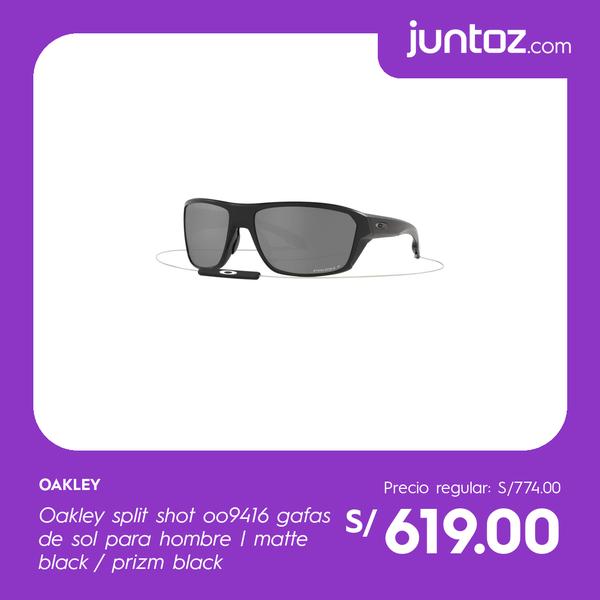 juntoz.com
OAKLEY
Oakley split shot oo9416 gafas
de sol para hombre | matte
black / prizm black
Precio regular: S/774.00
S/ 619.00